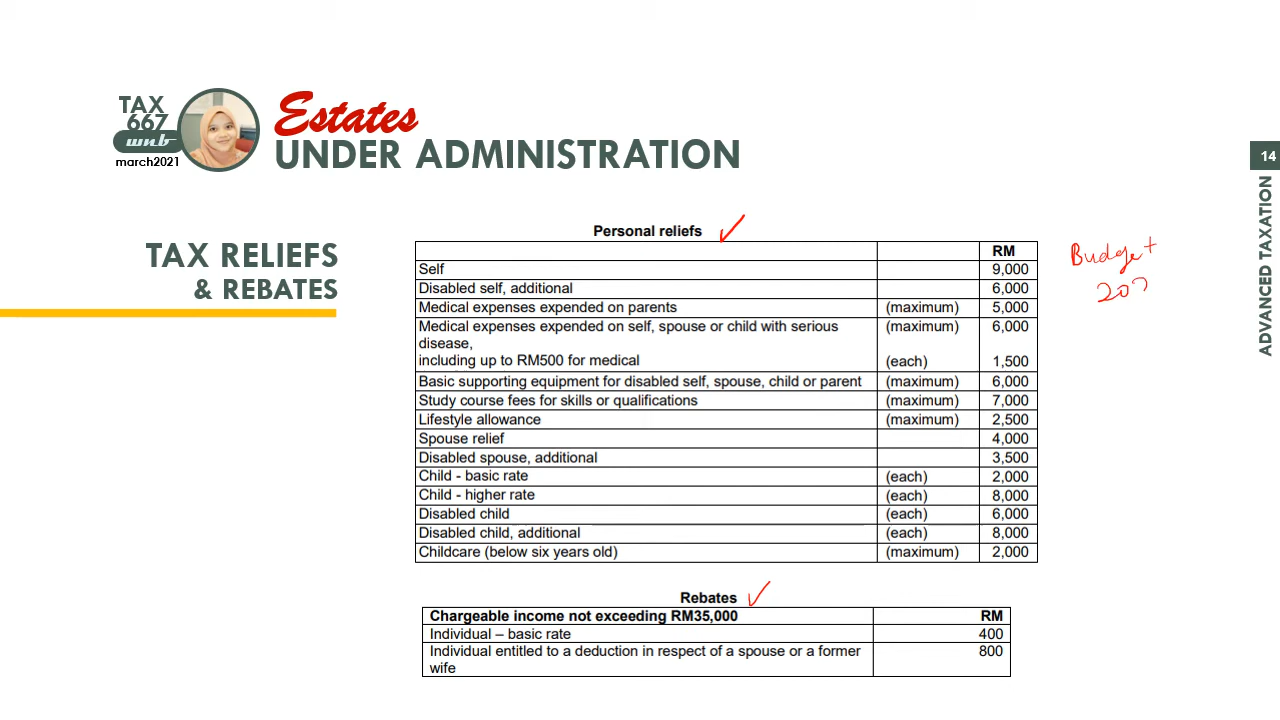 TAX
667
wnb
march2021
Estates
UNDER ADMINISTRATION
14
ADVANCED TAXATION
TAX RELIEFS
& REBATES
Personal reliefs
RM
Self 9,000
Disabled self, additional 6,000
Medical expenses expended on parents (maximum) 5,000
Medical expenses expended on self, spouse or child with serious (maximum) 6,000
disease,
including up to RM500 for medical (each) 1,500
Basic supporting equipment for disabled self, spouse, child or parent (maximum) 6,000
Study course fees for skills or qualifications (maximum) 7,000
Lifestyle allowance (maximum) 2,500
Spouse relief 4,000
Disabled spouse, additional 3,500
Child - basic rate (each) 2,000
Child - higher rate (each) 8,000
Disabled child (each) 6,000
Disabled child, additional (each) 8,000
Childcare (below six years old) (maximum) 2,000
Budget
Rebates
Chargeable income not exceeding RM35,000 RM
Individual – basic rate 400
Individual entitled to a deduction in respect of a spouse or a former 800
wife